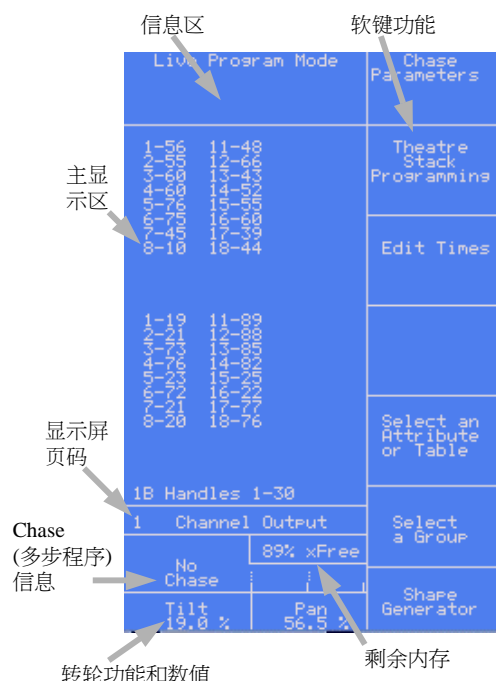 信息区
软键功能
Live Program Mode
Chase
Parameters
1-56 11-48
2-55 12-66
3-60 13-43
4-60 14-52
5-76 15-55
6-75 16-60
7-45 17-39
8-10 18-44
Theatre
Stack
Programming
主显
示区
Edit Times
1-19 11-89
2-21 12-88
3-73 13-85
4-76 14-82
5-23 15-25
6-72 16-22
7-21 17-77
8-20 18-76
Select an
Attribute
or Table
显示屏
页码
1B Handles 1-30
1 Channel Output
Select
a Group
Chase
(多步程序)
信息
89% xFree
No
Chase
Shape
Generator
Tilt
19.0 %
Pan
56.5 %
剩余内存
转轮功能和数值